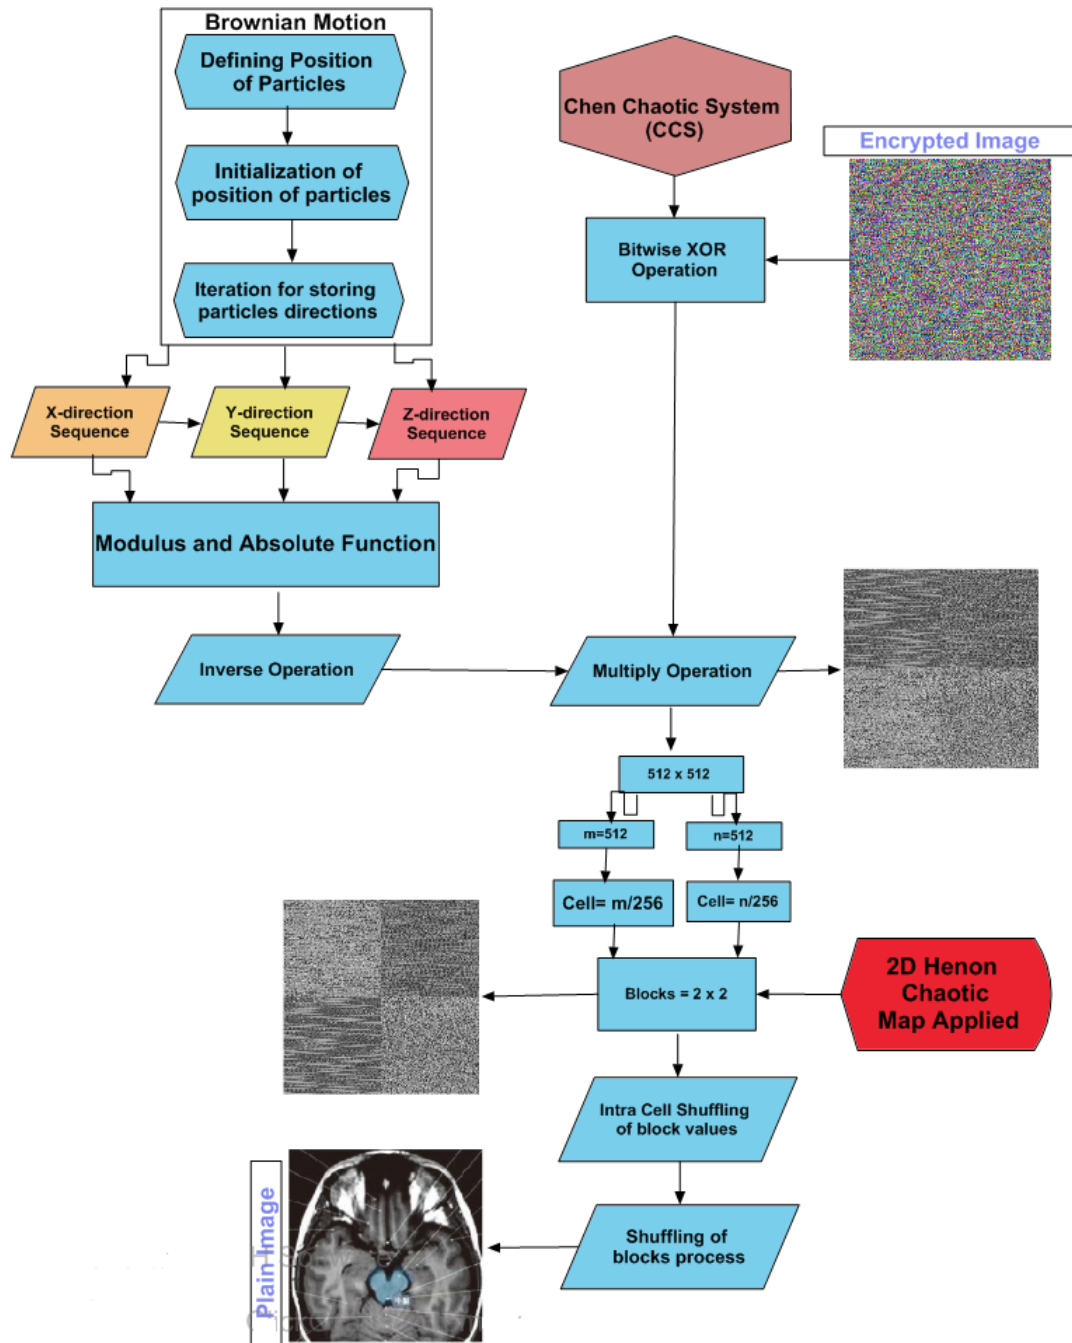 Brownian Motion
Defining Position
of Particles
Initialization of
position of particles
Iteration for storing
particles directions
X-direction
Sequence
Y-direction
Sequence
Z-direction
Sequence
Modulus and Absolute Function
Inverse Operation
Chen Chaotic System
(CCS)
Encrypted Image
Bitwise XOR
Operation
Multiply Operation
512 x 512
m=512
n=512
Cell= m/256
Cell= n/256
Blocks = 2 x 2
2D Henon
Chaotic
Map Applied
Intra Cell Shuffling
of block values
Shuffling of
blocks process
Plain Image